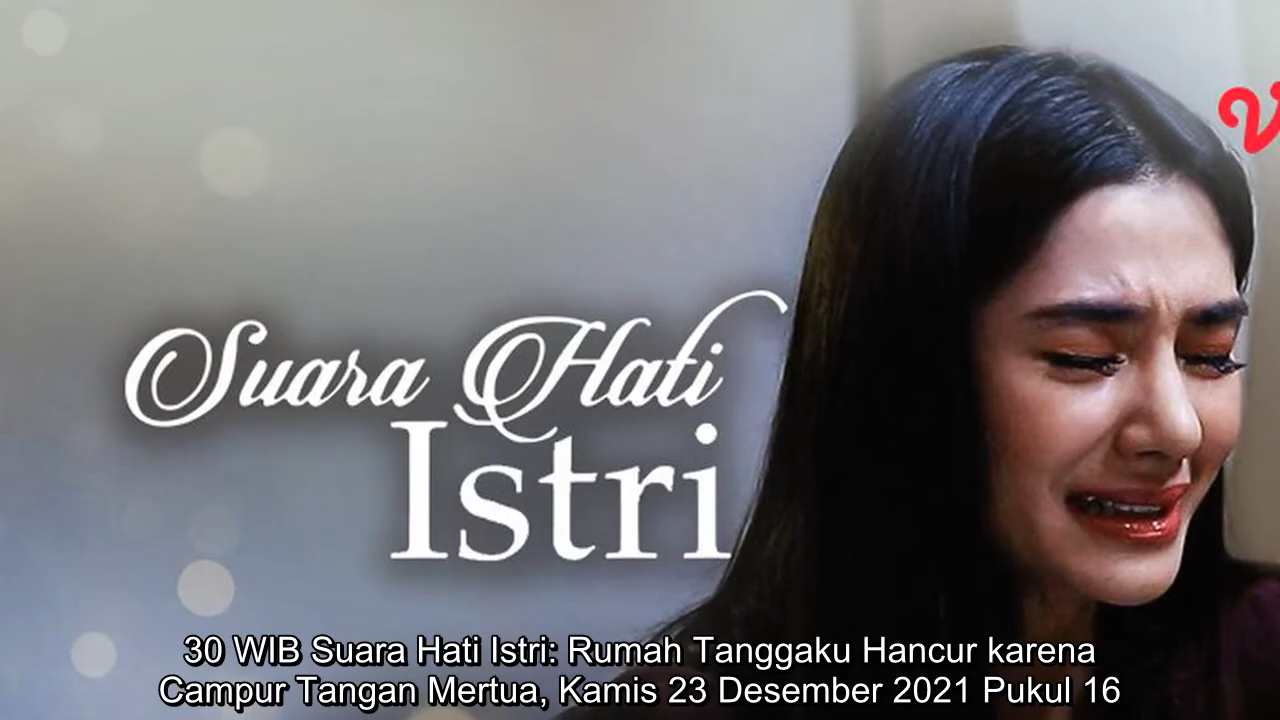 Suara Hati
Istri
30 WIB Suara Hati Istri: Rumah Tanggaku Hancur karena
Campur Tangan Mertua, Kamis 23 Desember 2021 Pukul 16